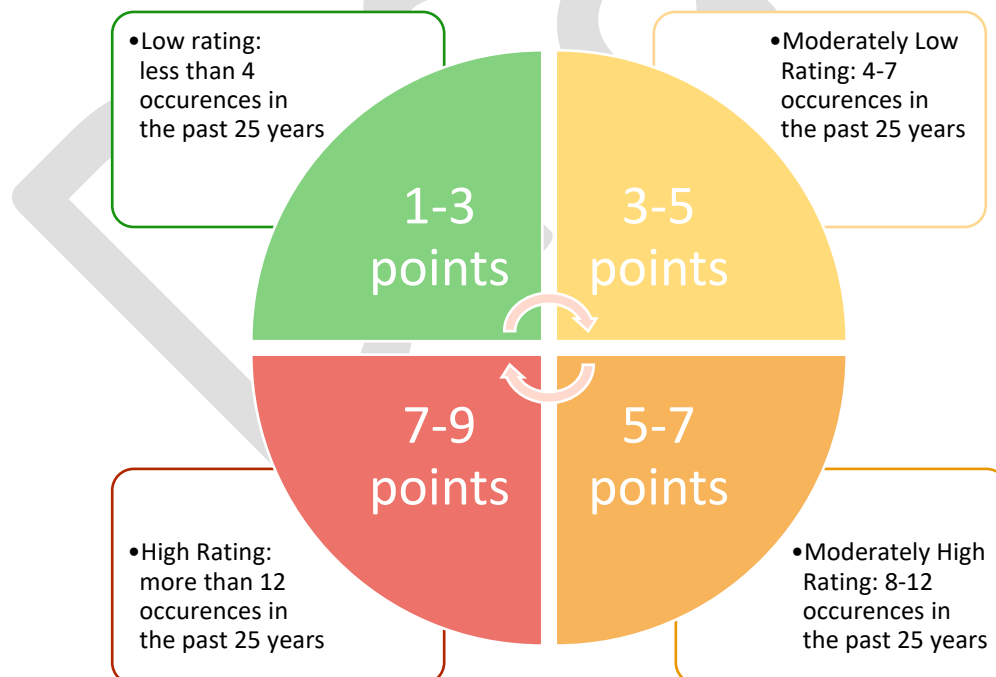 •Low rating:
less than 4
occurences in
the past 25 years
•Moderately Low
Rating: 4-7
occurences in
the past 25 years
1-3
points
3-5
points
7-9
points
5-7
points
•High Rating:
more than 12
occurences in
the past 25 years
•Moderately High
Rating: 8-12
occurences in
the past 25 years